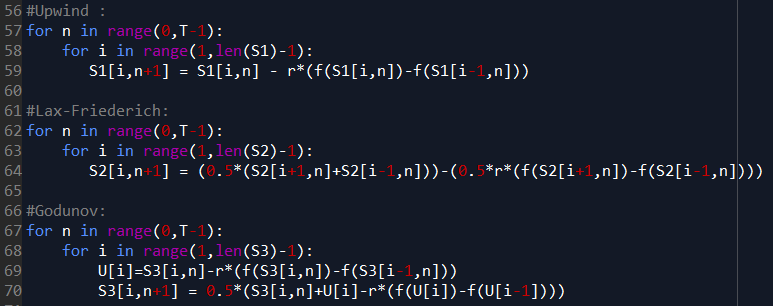 56 #Upwind :
57 for n in range(0,T-1):
58     for i in range(1,len(S1)-1):
59         S1[i,n+1] = S1[i,n] - r*(f(S1[i,n])-f(S1[i-1,n]))
60
61 #Lax-Friederich:
62 for n in range(0,T-1):
63     for i in range(1,len(S2)-1):
64         S2[i,n+1] = (0.5*(S2[i+1,n]+S2[i-1,n]))-(0.5*r*(f(S2[i+1,n])-f(S2[i-1,n])))
65
66 #Godunov:
67 for n in range(0,T-1):
68     for i in range(1,len(S3)-1):
69         U[i]=S3[i,n]-r*(f(S3[i,n])-f(S3[i-1,n]))
70         S3[i,n+1] = 0.5*(S3[i,n]+U[i]-r*(f(U[i])-f(U[i-1])))